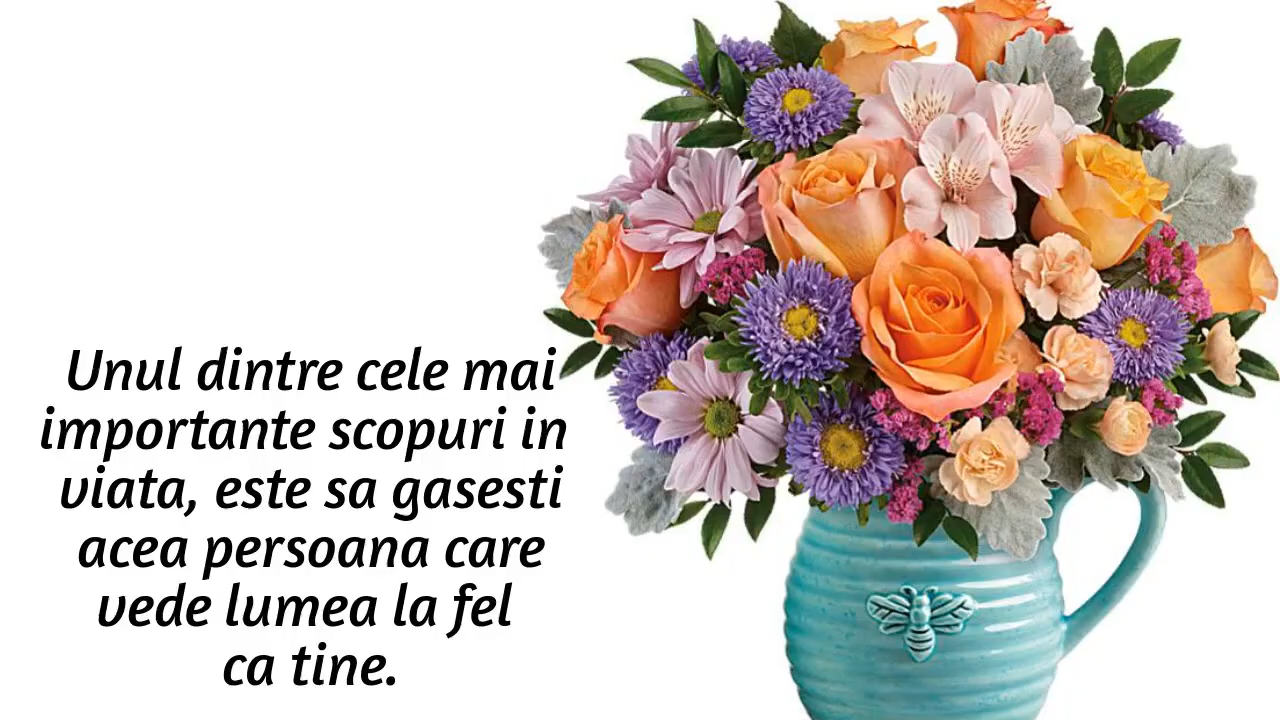 Unul dintre cele mai
importante scopuri in
viata, este sa gasesti
acea persoana care
vede lumea la fel
ca tine.